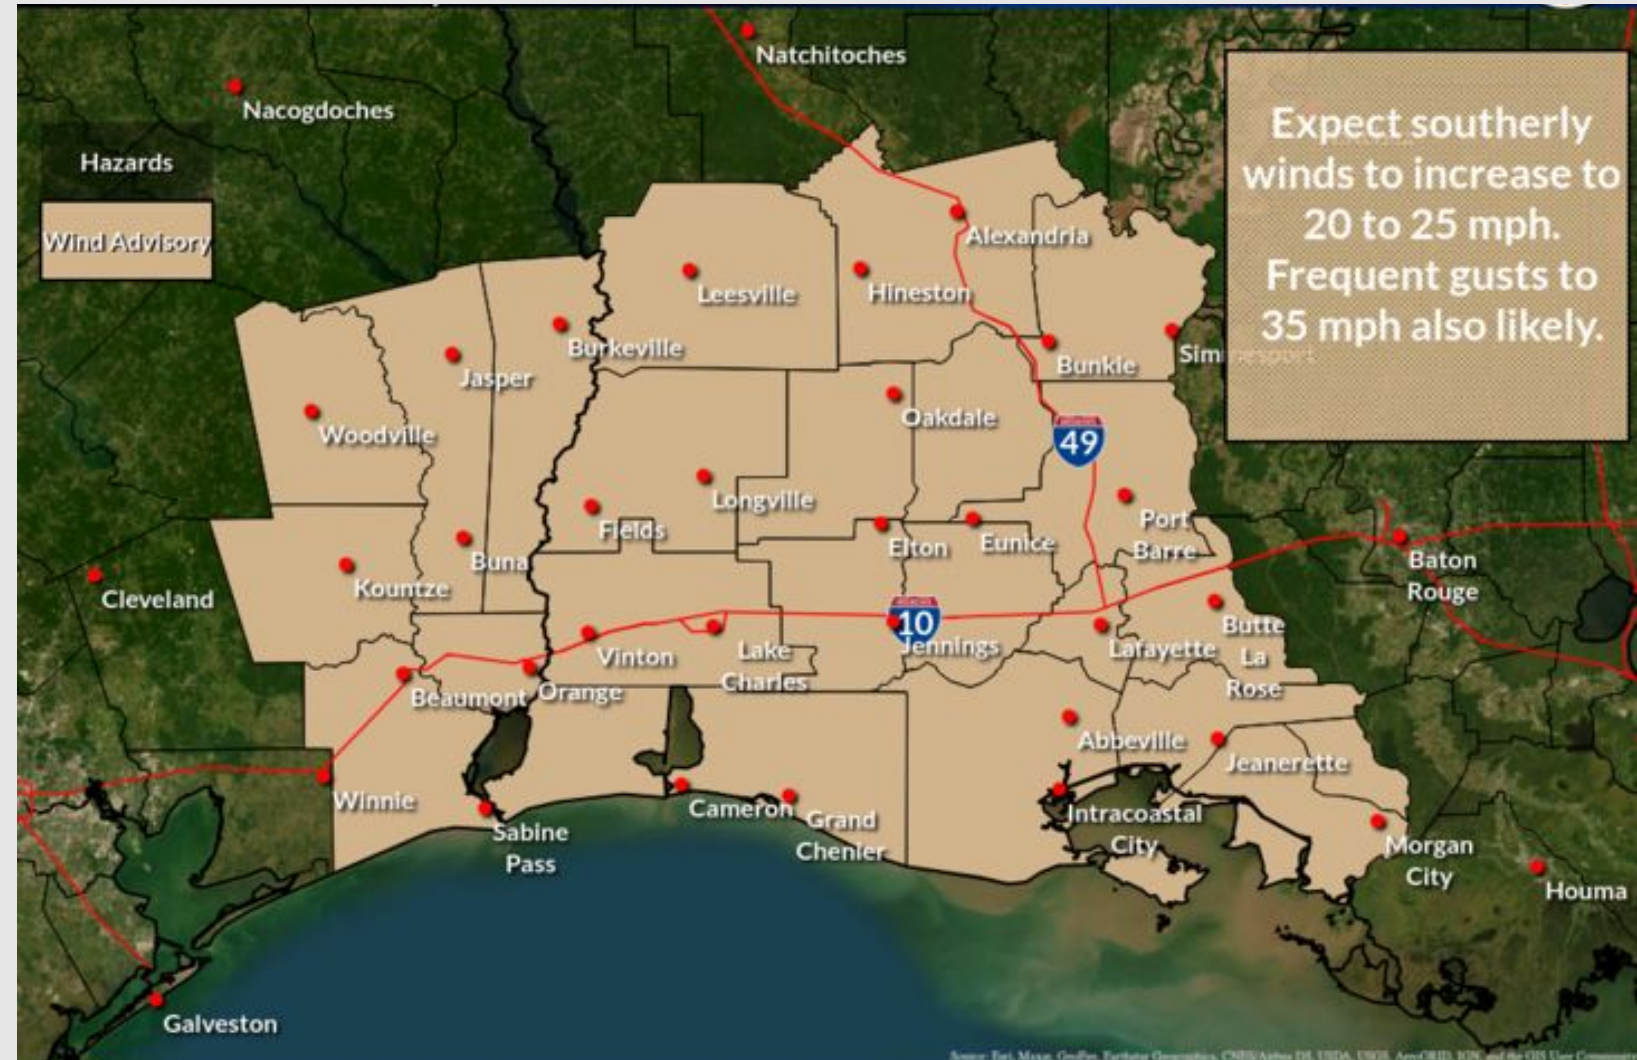 Natchitoches
Nacogdoches
Hazards
Wind Advisory
Expect southerly
winds to increase to
20 to 25 mph.
Frequent gusts to
35 mph also likely.
Alexandria
Leesville
Hineston
Burkeville
Jasper
Bunkie
Simmesport
Woodville
Oakdale
49
Longville
Fields
Port
Barre
Elton
Eunice
Buna
Kountze
Cleveland
Baton
Rouge
10
Jennings
Vinton
Lake
Charles
Lafayette
Butte
La
Rose
Beaumont
Orange
Abbeville
Jeanerette
Winnie
Sabine
Pass
Cameron
Grand
Chenier
Intracoastal
City
Morgan
City
Houma
Galveston